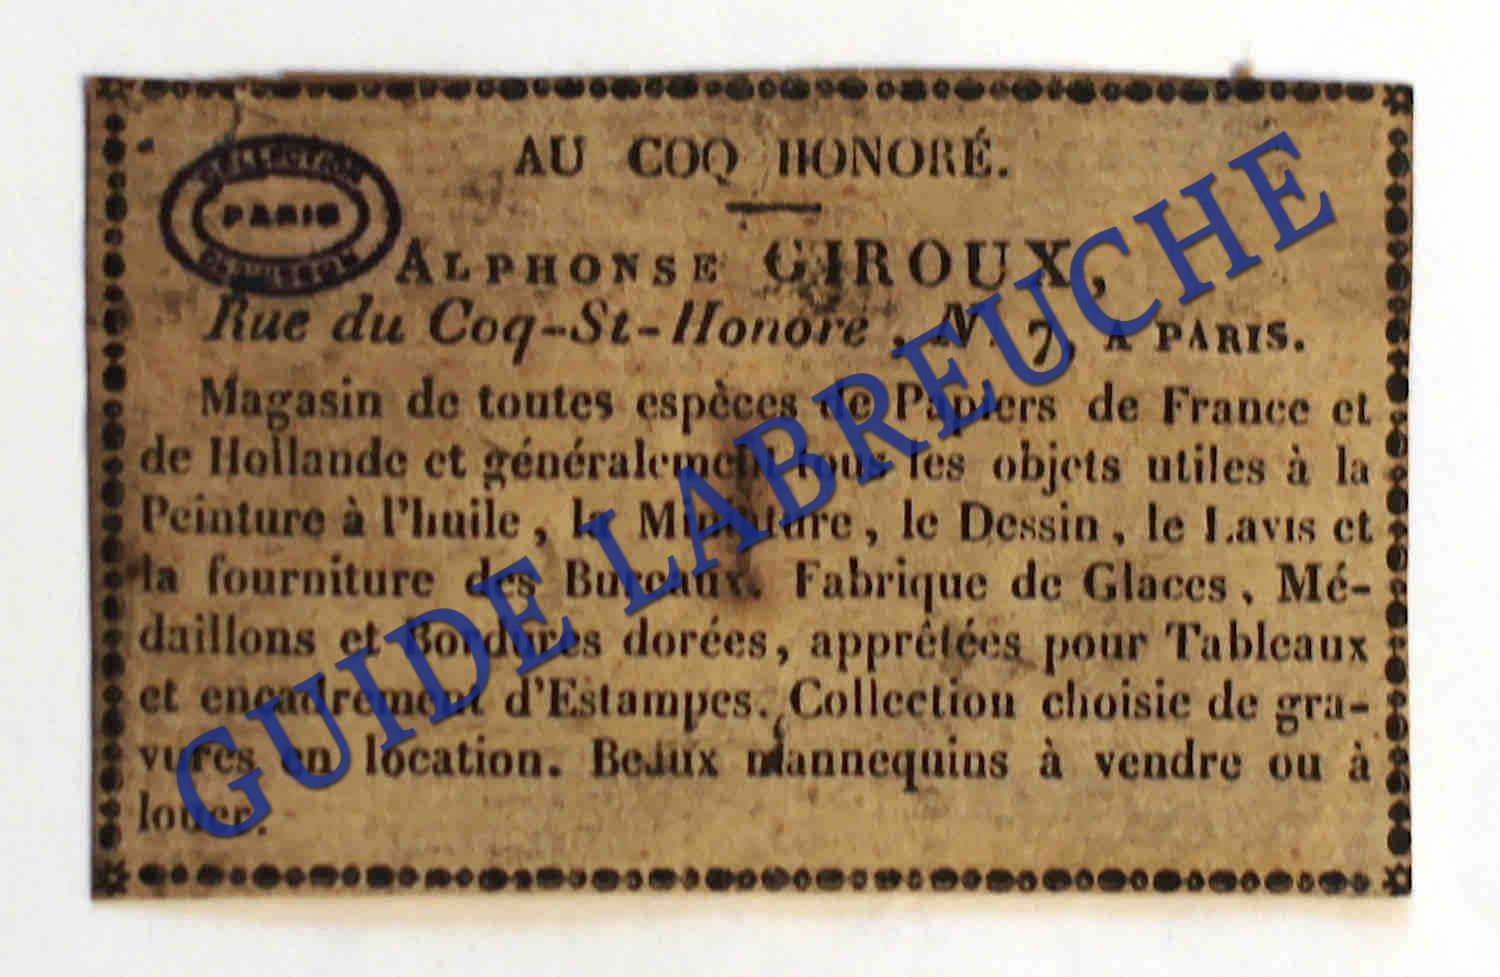 AU COQ HONORÉ.
COLLECTION
PARIS
ALPHONSE GIROUX,
Rue du Coq-St-Honoré, N. 7, A PARIS.
Magasin de toutes espèces de Papiers de France et
de Hollande et généralement tous les objets utiles à la
Peinture à l'huile, la Miniature, le Dessin, le Lavis et
la fourniture des Bureaux. Fabrique de Glaces, Mé-
daillons et Bordures dorées, apprêtées pour Tableaux
et encadrement d'Estampes. Collection choisie de gra-
vures en location. Beaux mannequins à vendre ou à
louer.
GUIDE LABREUCHE